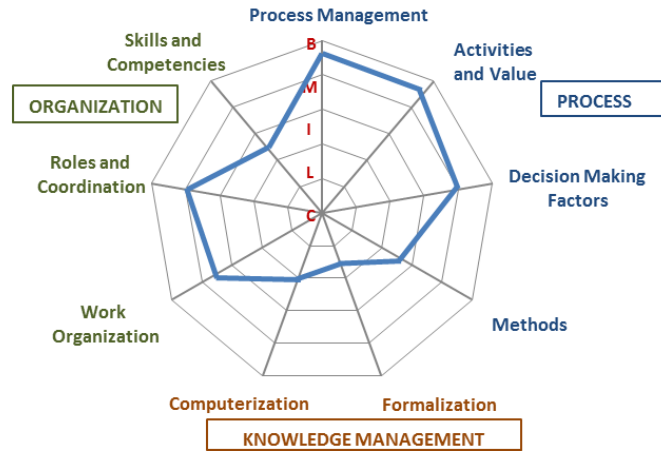 Process Management
B
Skills and
Competencies
Activities
and Value
M
ORGANIZATION
PROCESS
I
Roles and
Coordination
L
Decision Making
Factors
C
Work
Organization
Methods
Computerization
Formalization
KNOWLEDGE MANAGEMENT